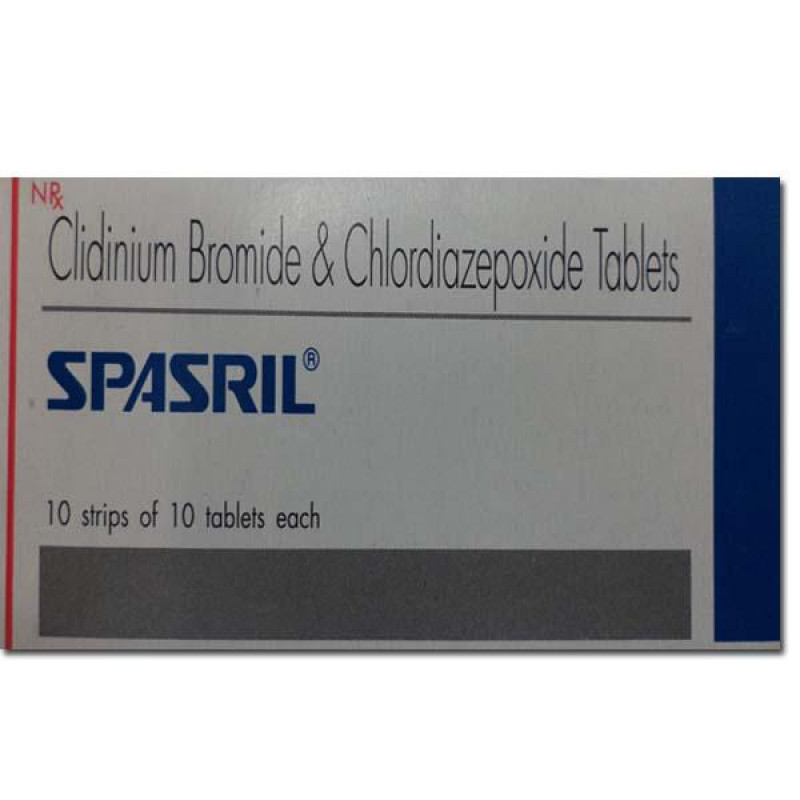 NRx
Clidinium Bromide & Chlordiazepoxide Tablets
SPASRIL®
10 strips of 10 tablets each